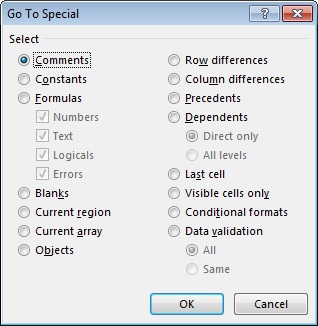 Go To Special
?
Select
Comments
Constants
Formulas
Numbers
Text
Logicals
Errors
Blanks
Current region
Current array
Objects
Row differences
Column differences
Precedents
Dependents
Direct only
All levels
Last cell
Visible cells only
Conditional formats
Data validation
All
Same
OK
Cancel